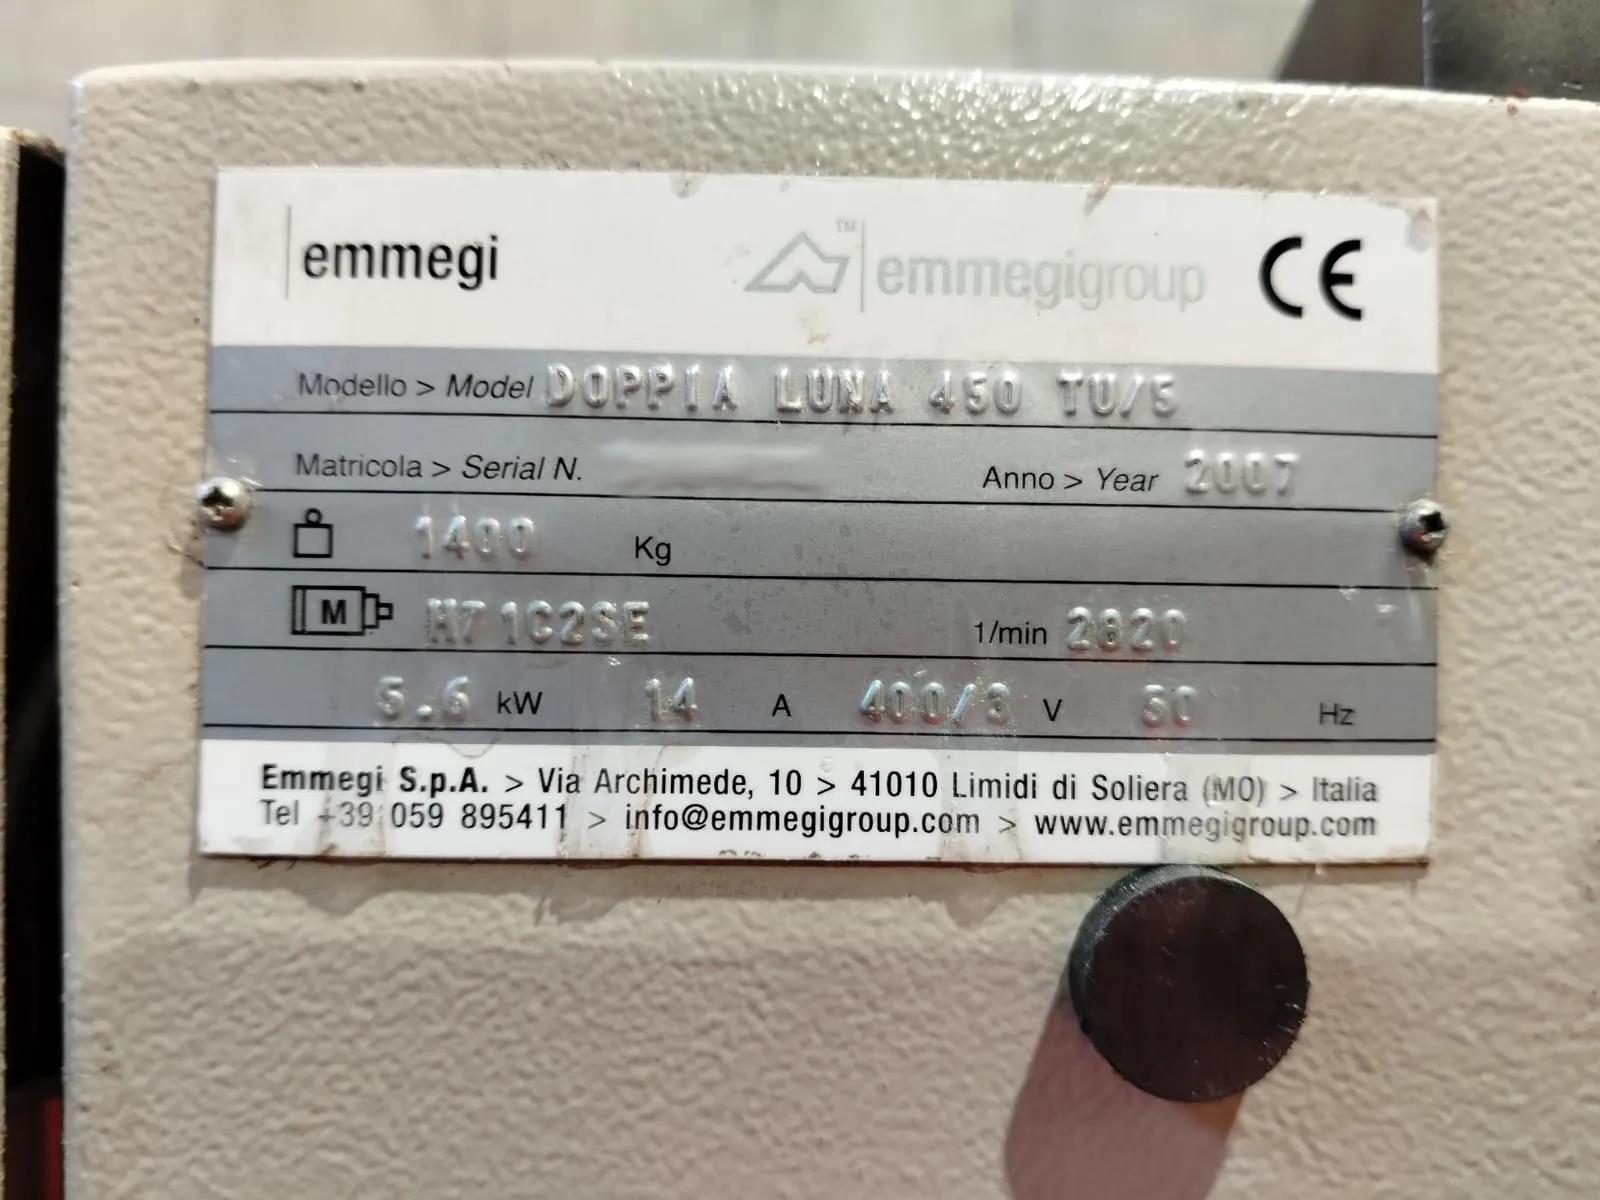 emmegi
TM emmegigroup CE
Modello > Model DOPPIA LUNA 450 TU/5
Matricola > Serial N. Anno > Year 2007
1400 Kg
M H71C2SE 1/min 2820
5.6 kW 14 A 400/3 V 50 Hz
Emmegi S.p.A. > Via Archimede, 10 > 41010 Limidi di Soliera (MO) > Italia
Tel +39 059 895411 > info@emmegigroup.com > www.emmegigroup.com